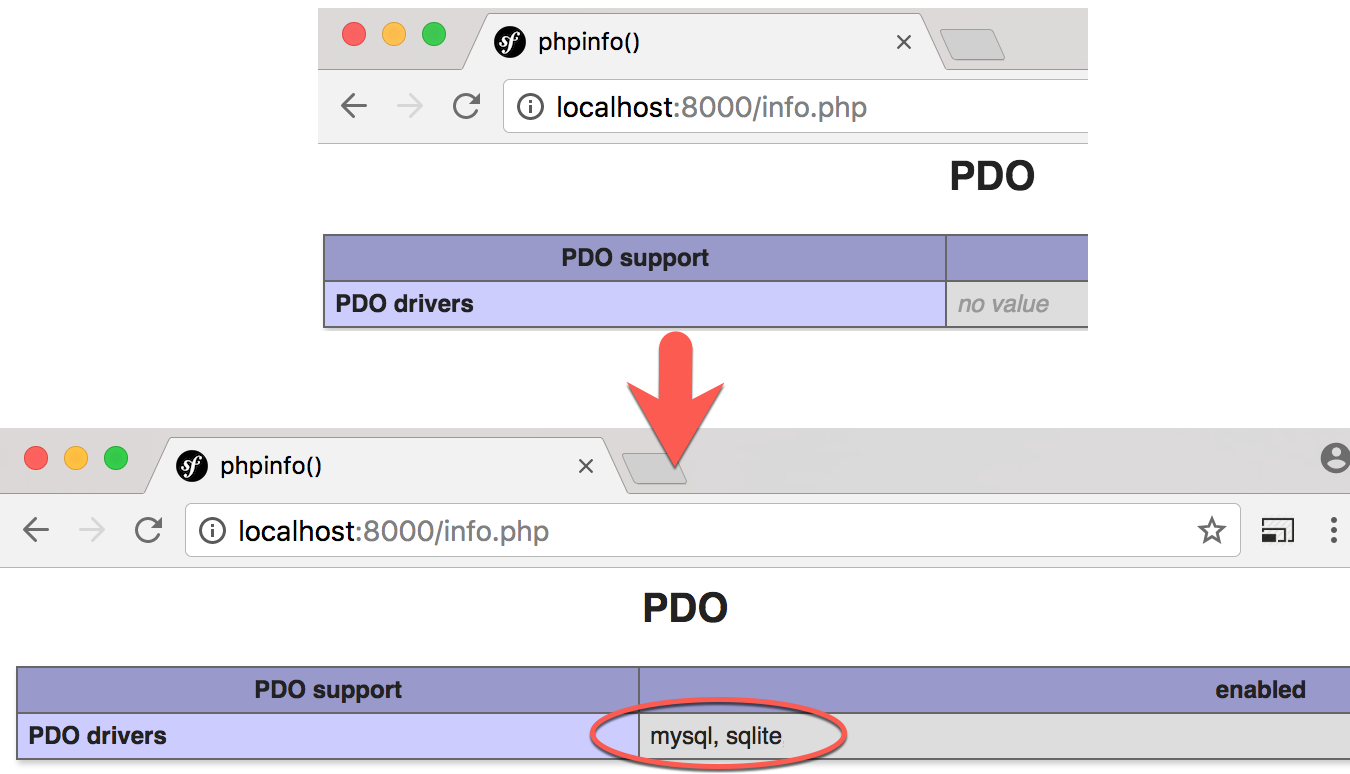 phpinfo()
localhost:8000/info.php
PDO
PDO support
PDO drivers no value
phpinfo()
localhost:8000/info.php
PDO
PDO support enabled
PDO drivers mysql, sqlite